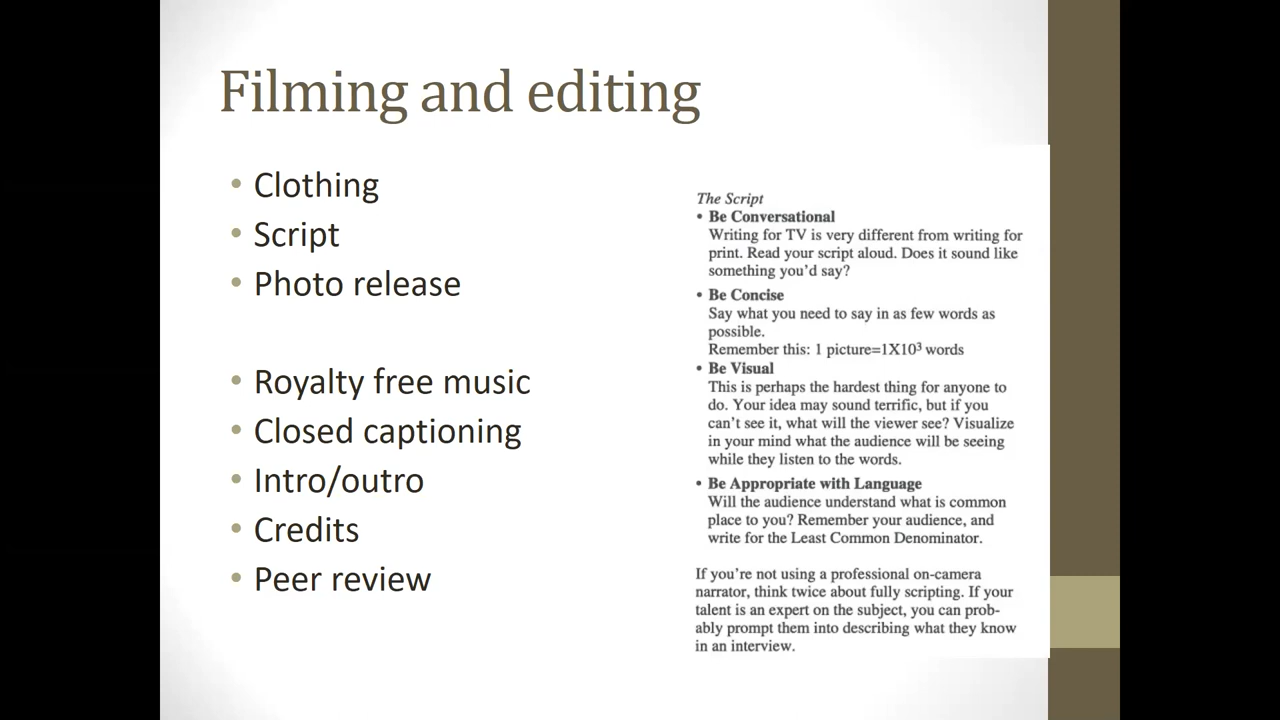 Filming and editing
• Clothing
• Script
• Photo release
• Royalty free music
• Closed captioning
• Intro/outro
• Credits
• Peer review
The Script
• Be Conversational
Writing for TV is very different from writing for
print. Read your script aloud. Does it sound like
something you'd say?
• Be Concise
Say what you need to say in as few words as
possible.
Remember this: 1 picture=1X10³ words
• Be Visual
This is perhaps the hardest thing for anyone to
do. Your idea may sound terrific, but if you
can't see it, what will the viewer see? Visualize
in your mind what the audience will be seeing
while they listen to the words.
• Be Appropriate with Language
Will the audience understand what is common
place to you? Remember your audience, and
write for the Least Common Denominator.
If you're not using a professional on-camera
narrator, think twice about fully scripting. If your
talent is an expert on the subject, you can prob-
ably prompt them into describing what they know
in an interview.